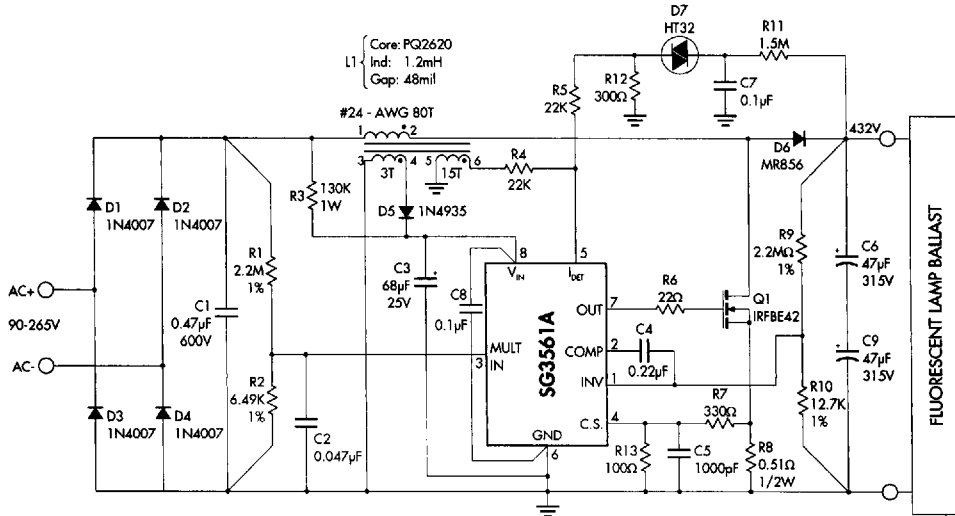 D7
HT32
R11
1.5M
Core: PQ2620
L1 { Ind: 1.2mH
Gap: .48mil
R12
300Ω
C7
0.1µF
R5
22K
#24 - AWG 80T
1 2
432V
3 4 5 6
3T 15T
R4
22K
D6
MR856
R3
130K
1W
D5
1N4935
D1
1N4007
D2
1N4007
R1
2.2M
1%
R9
2.2MΩ
1%
C6
+
47µF
315V
8
VIN
5
IDET
C3
+
68µF
25V
C8
0.1µF
AC+
90-265V
AC-
C1
0.47µF
600V
SG3561A
OUT 7
R6
22Ω
Q1
IRFBE42
MULT
IN
3
COMP 2
C4
0.22µF
INV 1
C9
+
47µF
315V
R2
6.49K
1%
R10
12.7K
1%
D3
1N4007
D4
1N4007
C2
0.047µF
C.S. 4
R7
330Ω
GND
6
R13
100Ω
C5
1000pF
R8
0.51Ω
1/2W
FLUORESCENT LAMP BALLAST